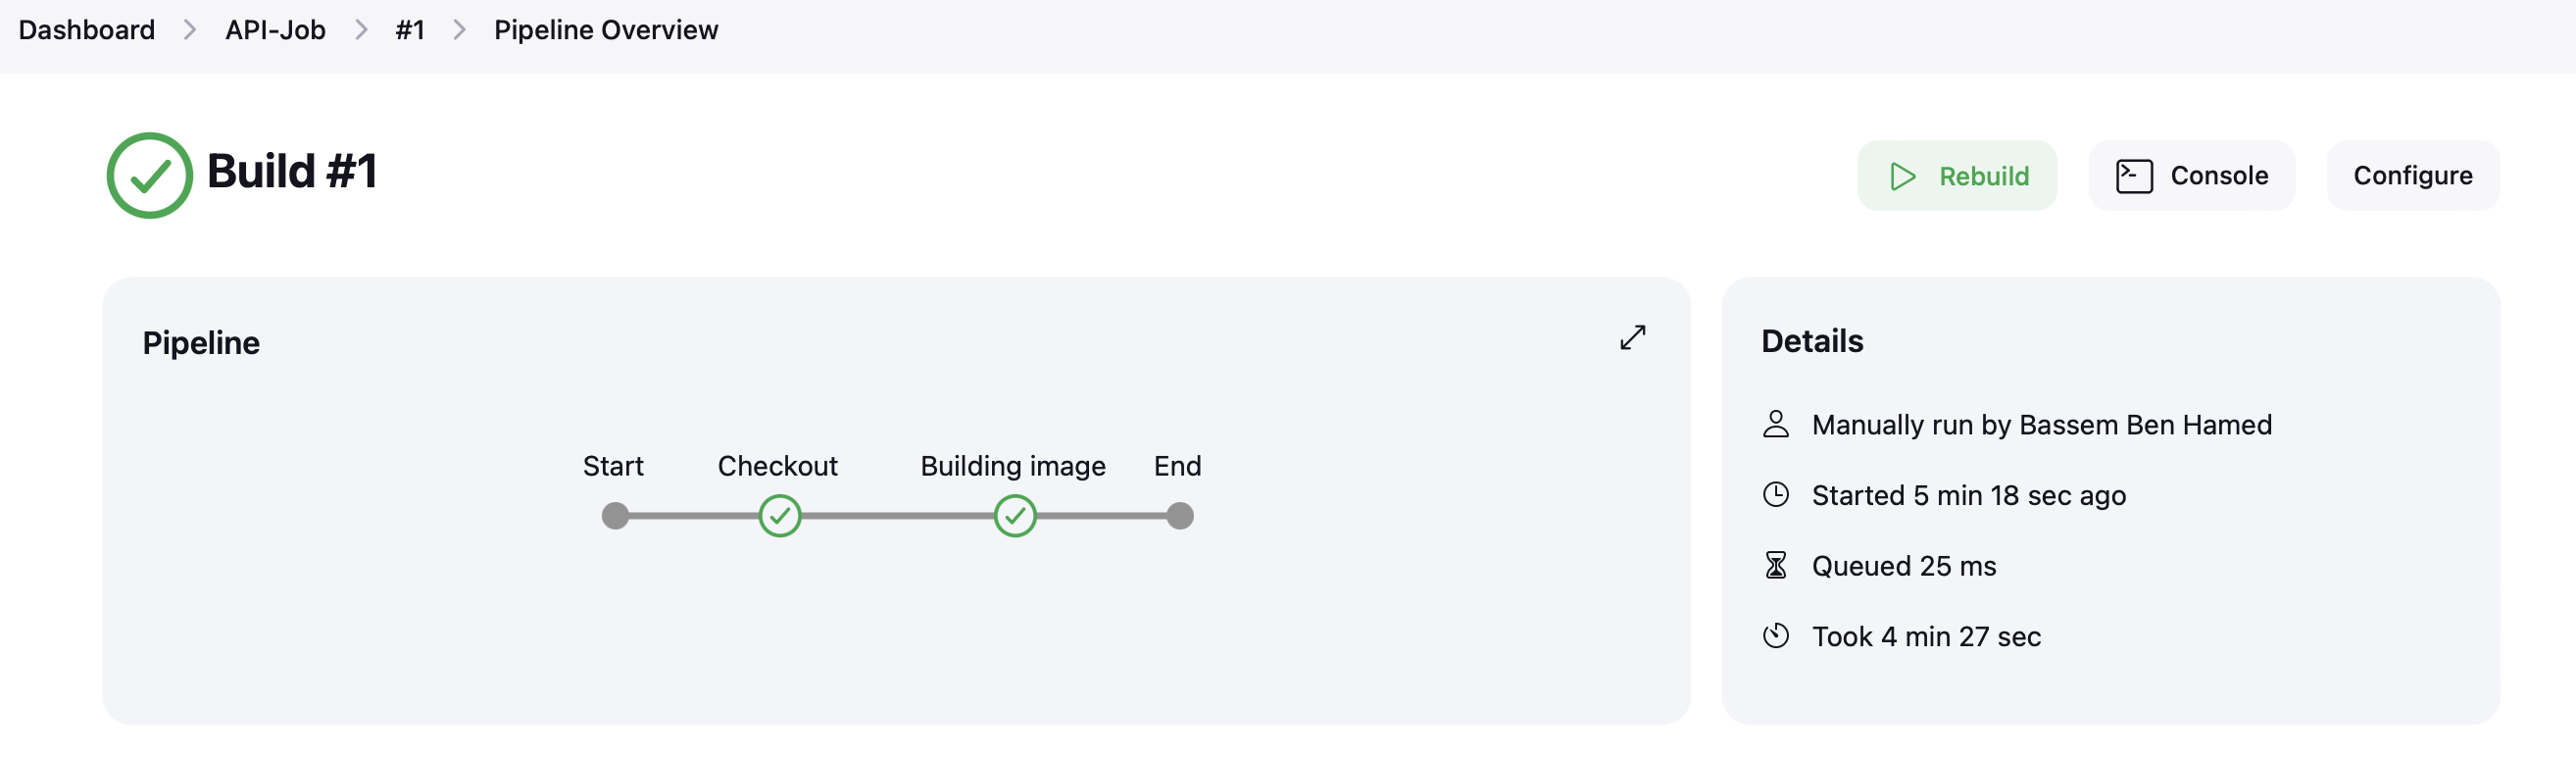 Dashboard > API-Job > #1 > Pipeline Overview
Build #1
Rebuild
Console
Configure
Pipeline
Start
Checkout
Building image
End
Details
Manually run by Bassem Ben Hamed
Started 5 min 18 sec ago
Queued 25 ms
Took 4 min 27 sec